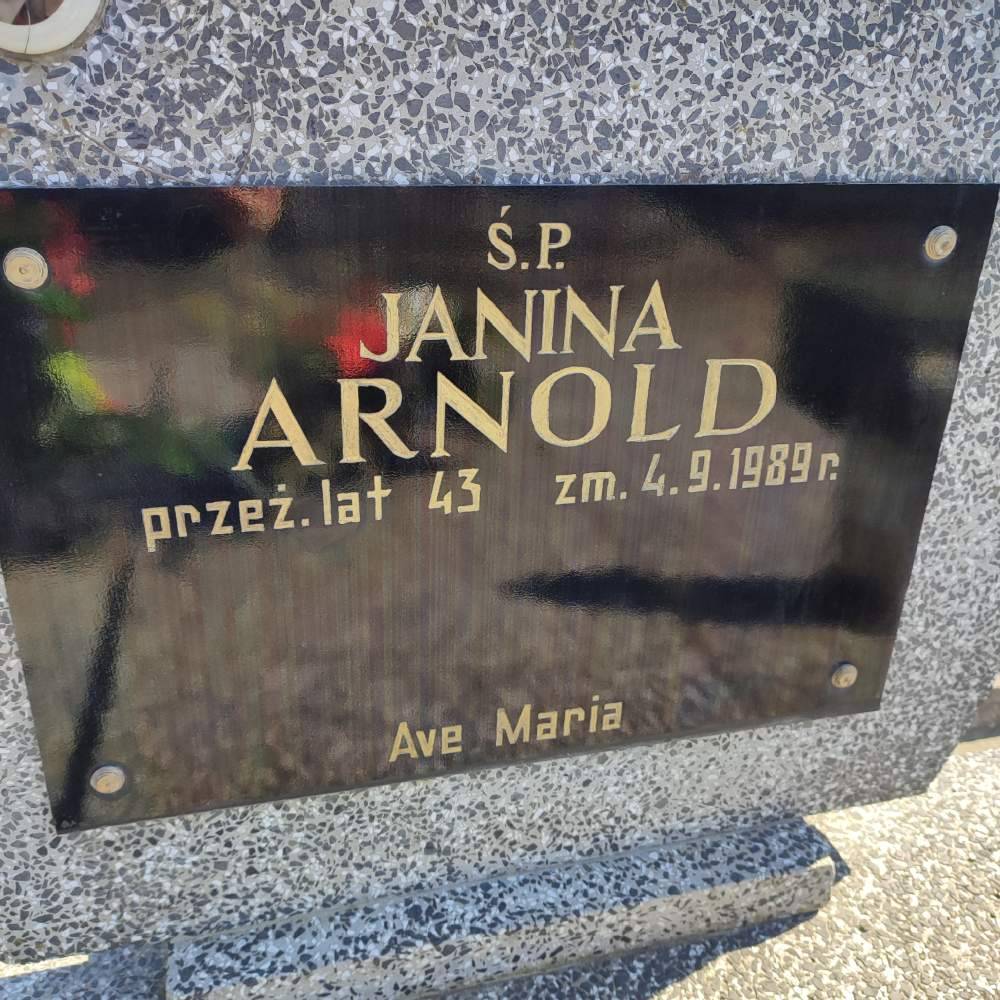 Ś.P.
JANINA
ARNOLD
przeż. lat 43 zm. 4.9.1989 r.
Ave Maria